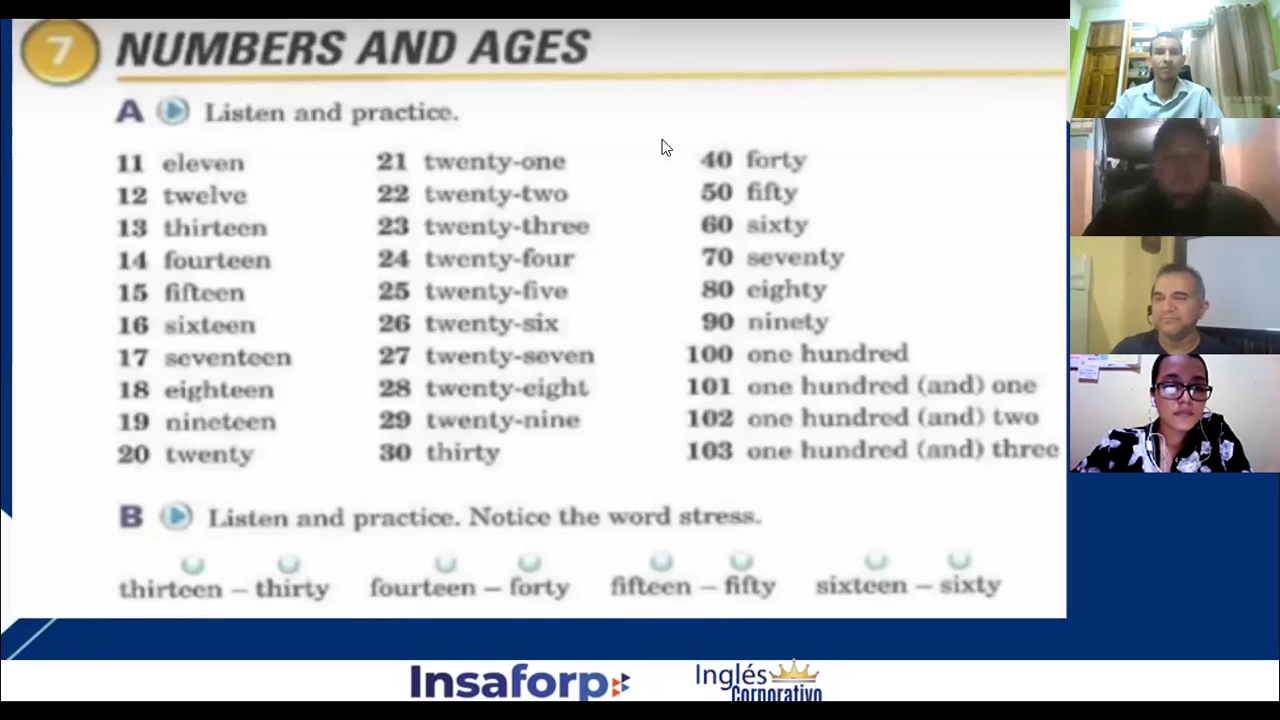 7 NUMBERS AND AGES
A Listen and practice.
11 eleven 21 twenty-one 40 forty
12 twelve 22 twenty-two 50 fifty
13 thirteen 23 twenty-three 60 sixty
14 fourteen 24 twenty-four 70 seventy
15 fifteen 25 twenty-five 80 eighty
16 sixteen 26 twenty-six 90 ninety
17 seventeen 27 twenty-seven 100 one hundred
18 eighteen 28 twenty-eight 101 one hundred (and) one
19 nineteen 29 twenty-nine 102 one hundred (and) two
20 twenty 30 thirty 103 one hundred (and) three
B Listen and practice. Notice the word stress.
thirteen – thirty fourteen – forty fifteen – fifty sixteen – sixty
Insaforp
Inglés
Corporativo